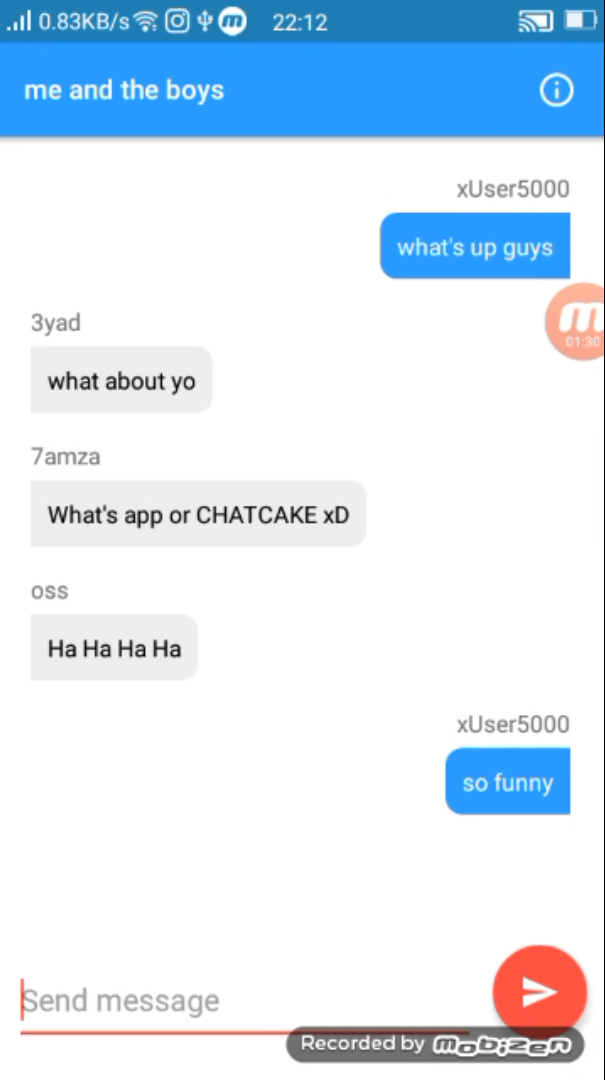 0.83KB/s m 22:12
me and the boys
xUser5000
what's up guys
3yad
what about yo
m
01:30
7amza
What's app or CHATCAKE xD
oss
Ha Ha Ha Ha
xUser5000
so funny
Send message
Recorded by mobizen